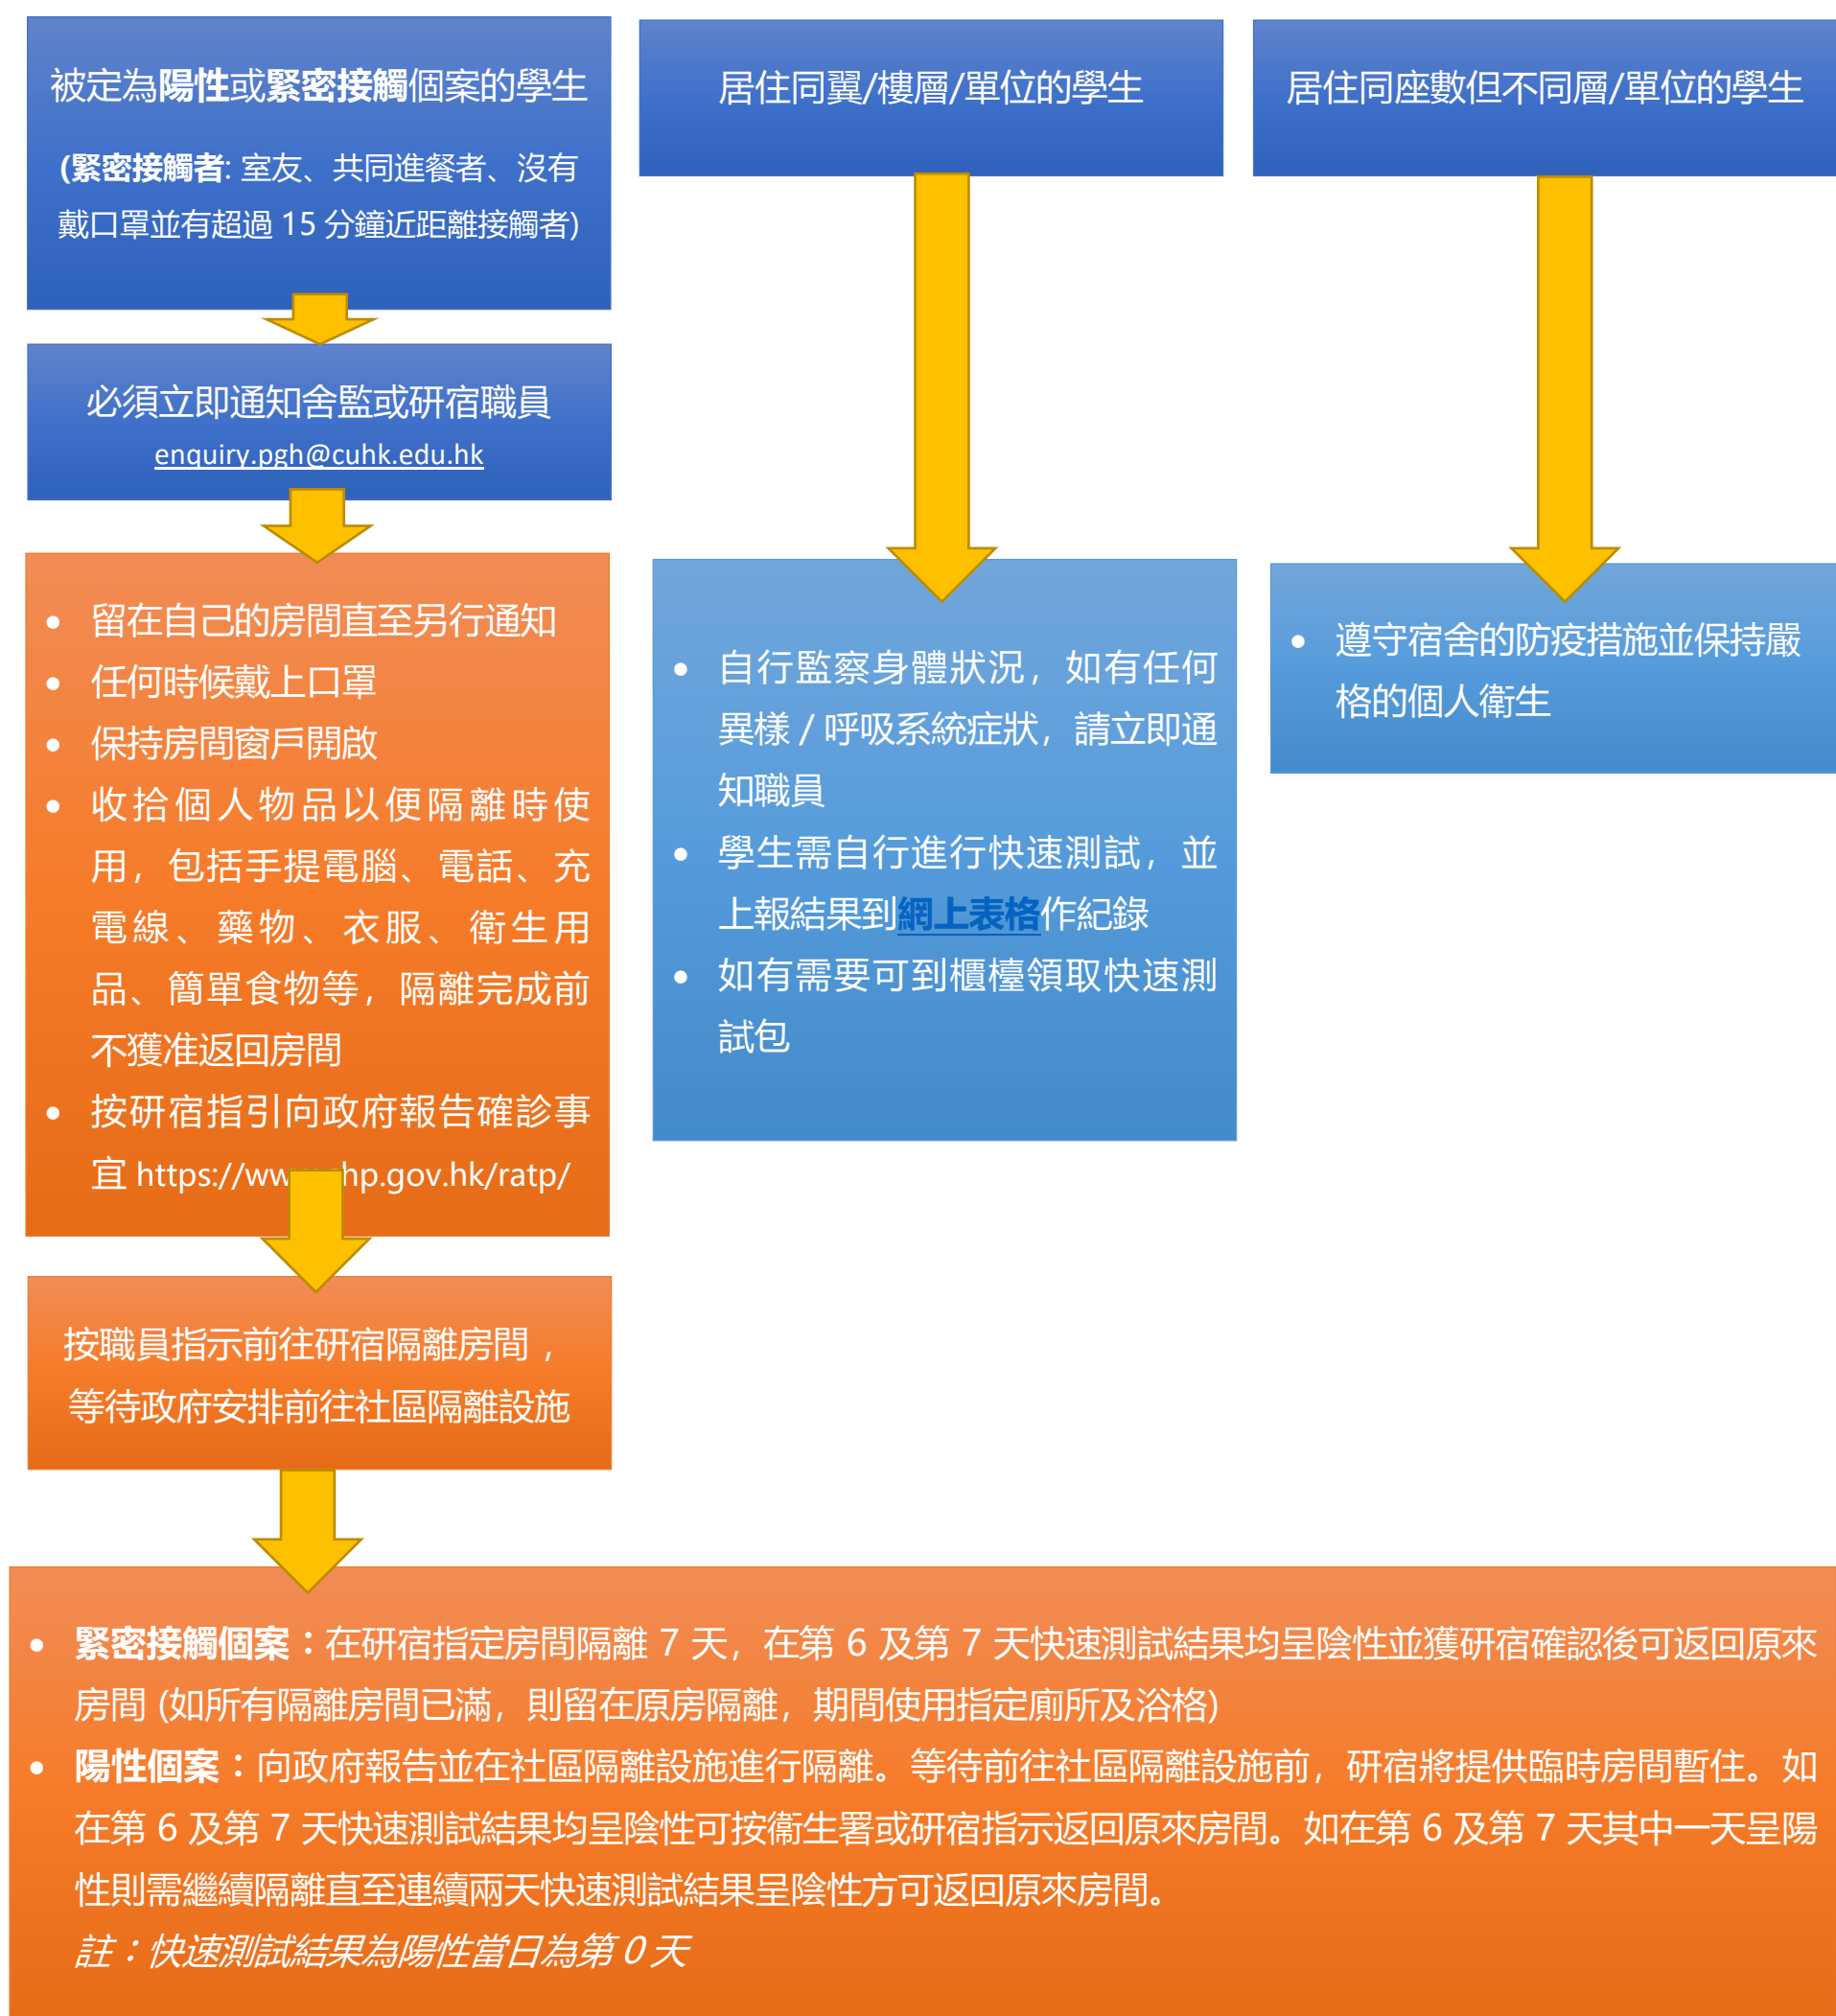 被定為陽性或緊密接觸個案的學生
(緊密接觸者: 室友、共同進餐者、沒有
戴口罩並有超過 15 分鐘近距離接觸者)
必須立即通知舍監或研宿職員
enquiry.pgh@cuhk.edu.hk
• 留在自己的房間直至另行通知
• 任何時候戴上口罩
• 保持房間窗戶開啟
• 收拾個人物品以便隔離時使
用，包括手提電腦、電話、充
電線、藥物、衣服、衛生用
品、簡單食物等，隔離完成前
不獲准返回房間
• 按研宿指引向政府報告確診事
宜 https://ww hp.gov.hk/ratp/
按職員指示前往研宿隔離房間，
等待政府安排前往社區隔離設施
居住同翼/樓層/單位的學生
• 自行監察身體狀況，如有任何
異樣 / 呼吸系統症狀，請立即通
知職員
• 學生需自行進行快速測試，並
上報結果到網上表格作紀錄
• 如有需要可到櫃檯領取快速測
試包
居住同座數但不同層/單位的學生
• 遵守宿舍的防疫措施並保持嚴
格的個人衛生
• 緊密接觸個案：在研宿指定房間隔離 7 天，在第 6 及第 7 天快速測試結果均呈陰性並獲研宿確認後可返回原來
房間 (如所有隔離房間已滿，則留在原房隔離，期間使用指定廁所及浴格)
• 陽性個案：向政府報告並在社區隔離設施進行隔離。等待前往社區隔離設施前，研宿將提供臨時房間暫住。如
在第 6 及第 7 天快速測試結果均呈陰性可按衛生署或研宿指示返回原來房間。如在第 6 及第 7 天其中一天呈陽
性則需繼續隔離直至連續兩天快速測試結果呈陰性方可返回原來房間。
註：快速測試結果為陽性當日為第 0 天